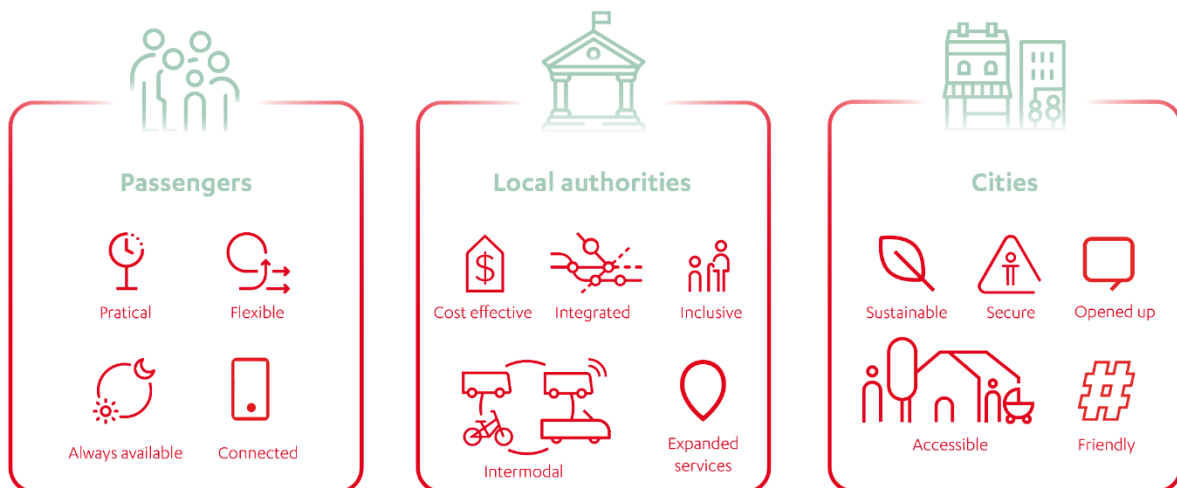 Passengers
Pratical
Flexible
Always available
Connected
Local authorities
$
Cost effective
Integrated
Inclusive
Intermodal
Expanded
services
Cities
Sustainable
Secure
Opened up
Accessible
#
Friendly